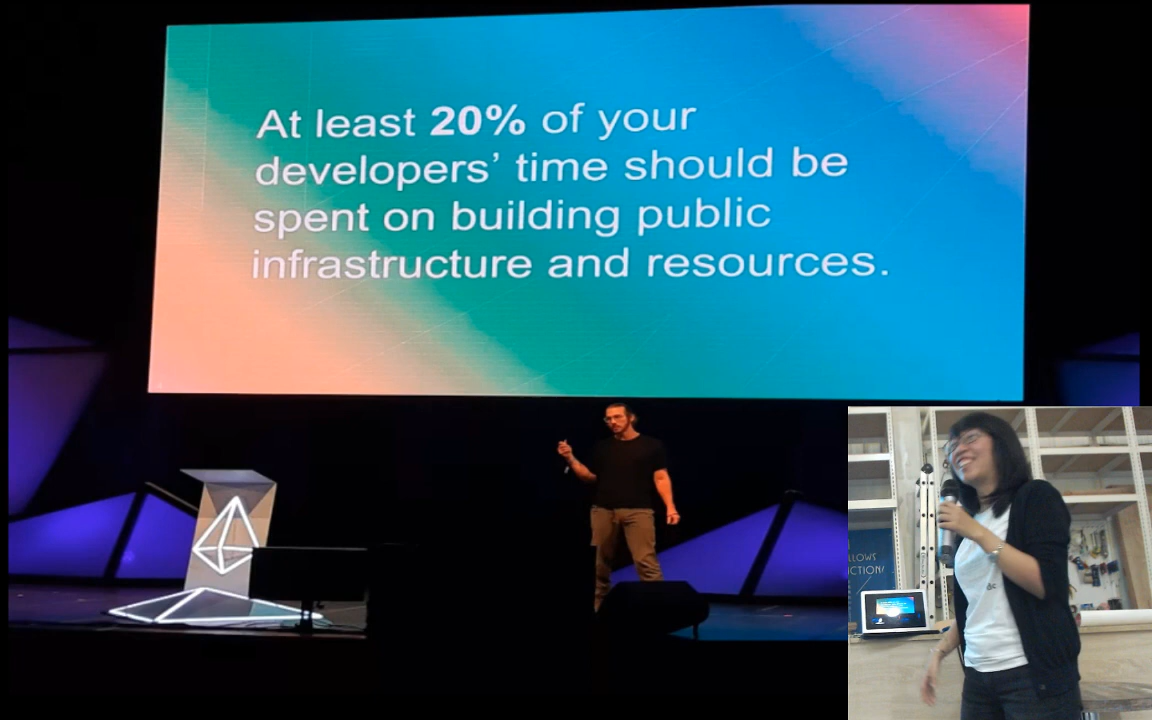 At least 20% of your
developers’ time should be
spent on building public
infrastructure and resources.